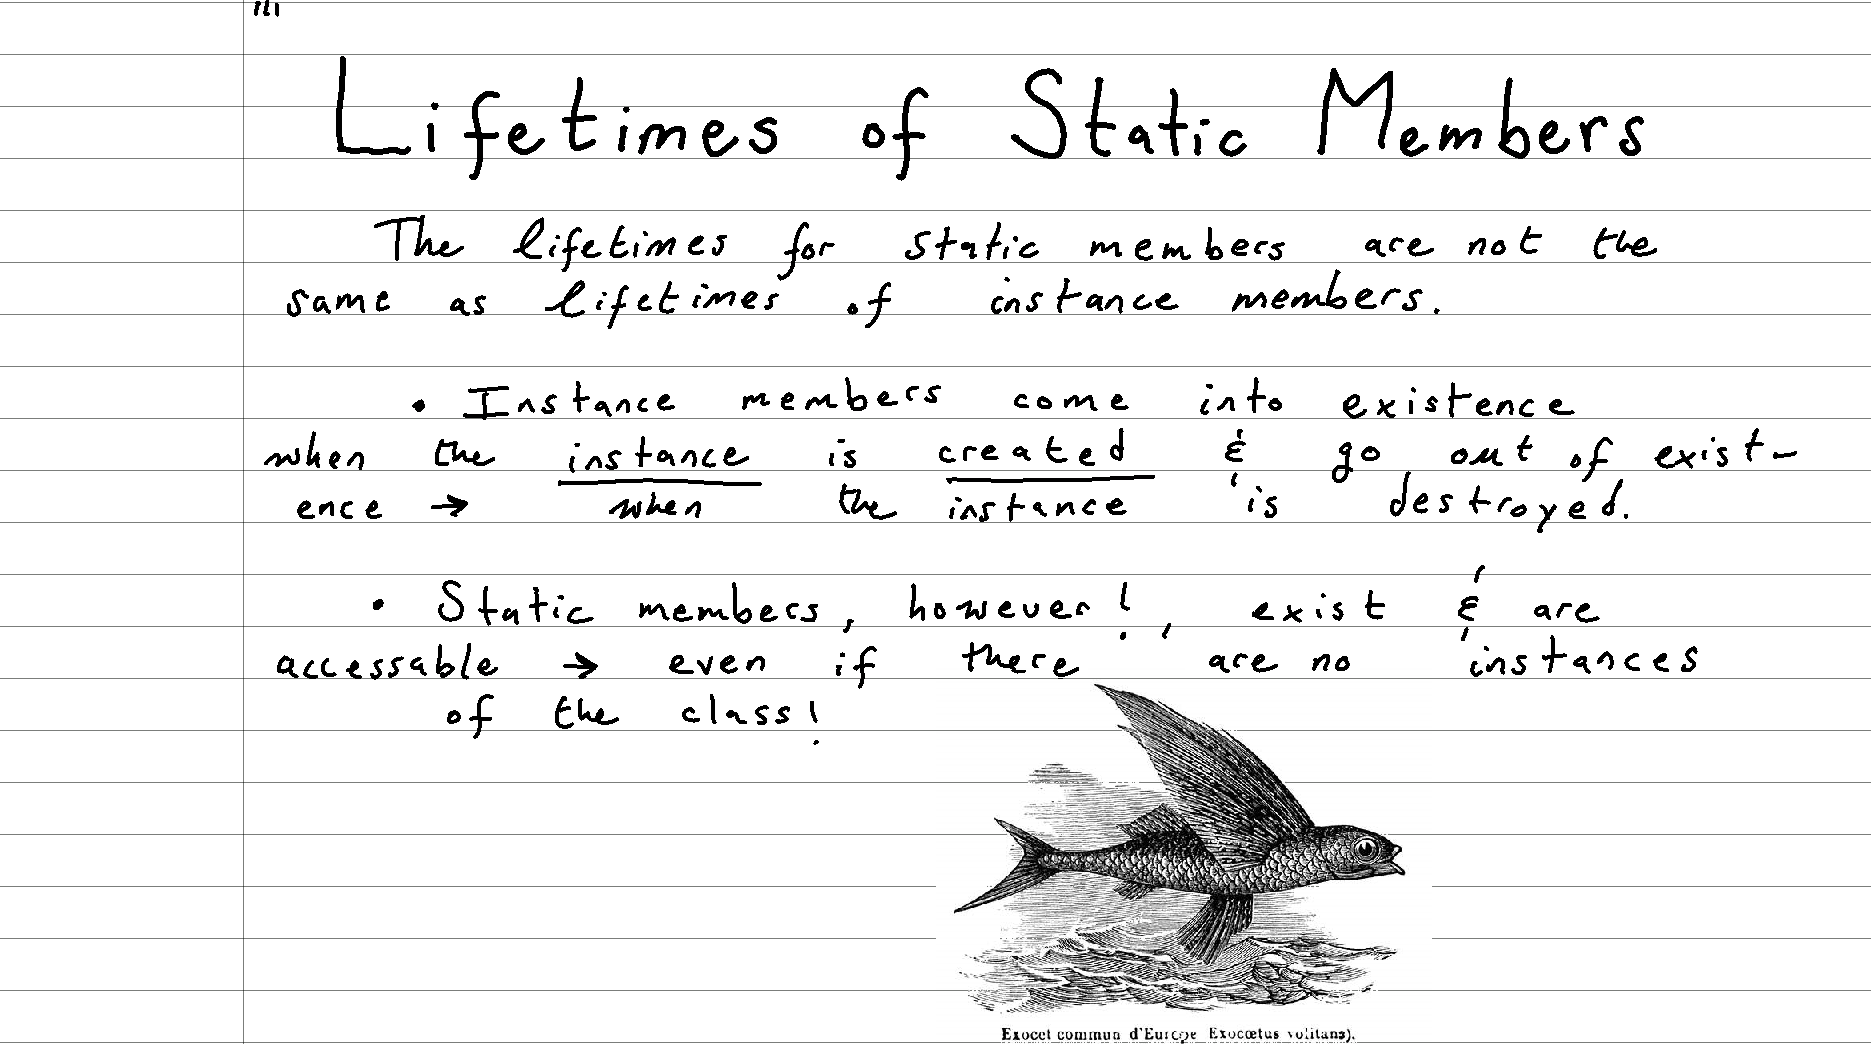 Lifetimes of Static Members
The lifetimes for static members are not the
same as lifetimes of instance members.
• Instance members come into existence
when the instance is created & go out of exist-
ence → when the instance is destroyed.
• Static members, however!, exist & are
accessable → even if there are no instances
of the class!
Exocet commun d'Europe Exocœtus volitans).